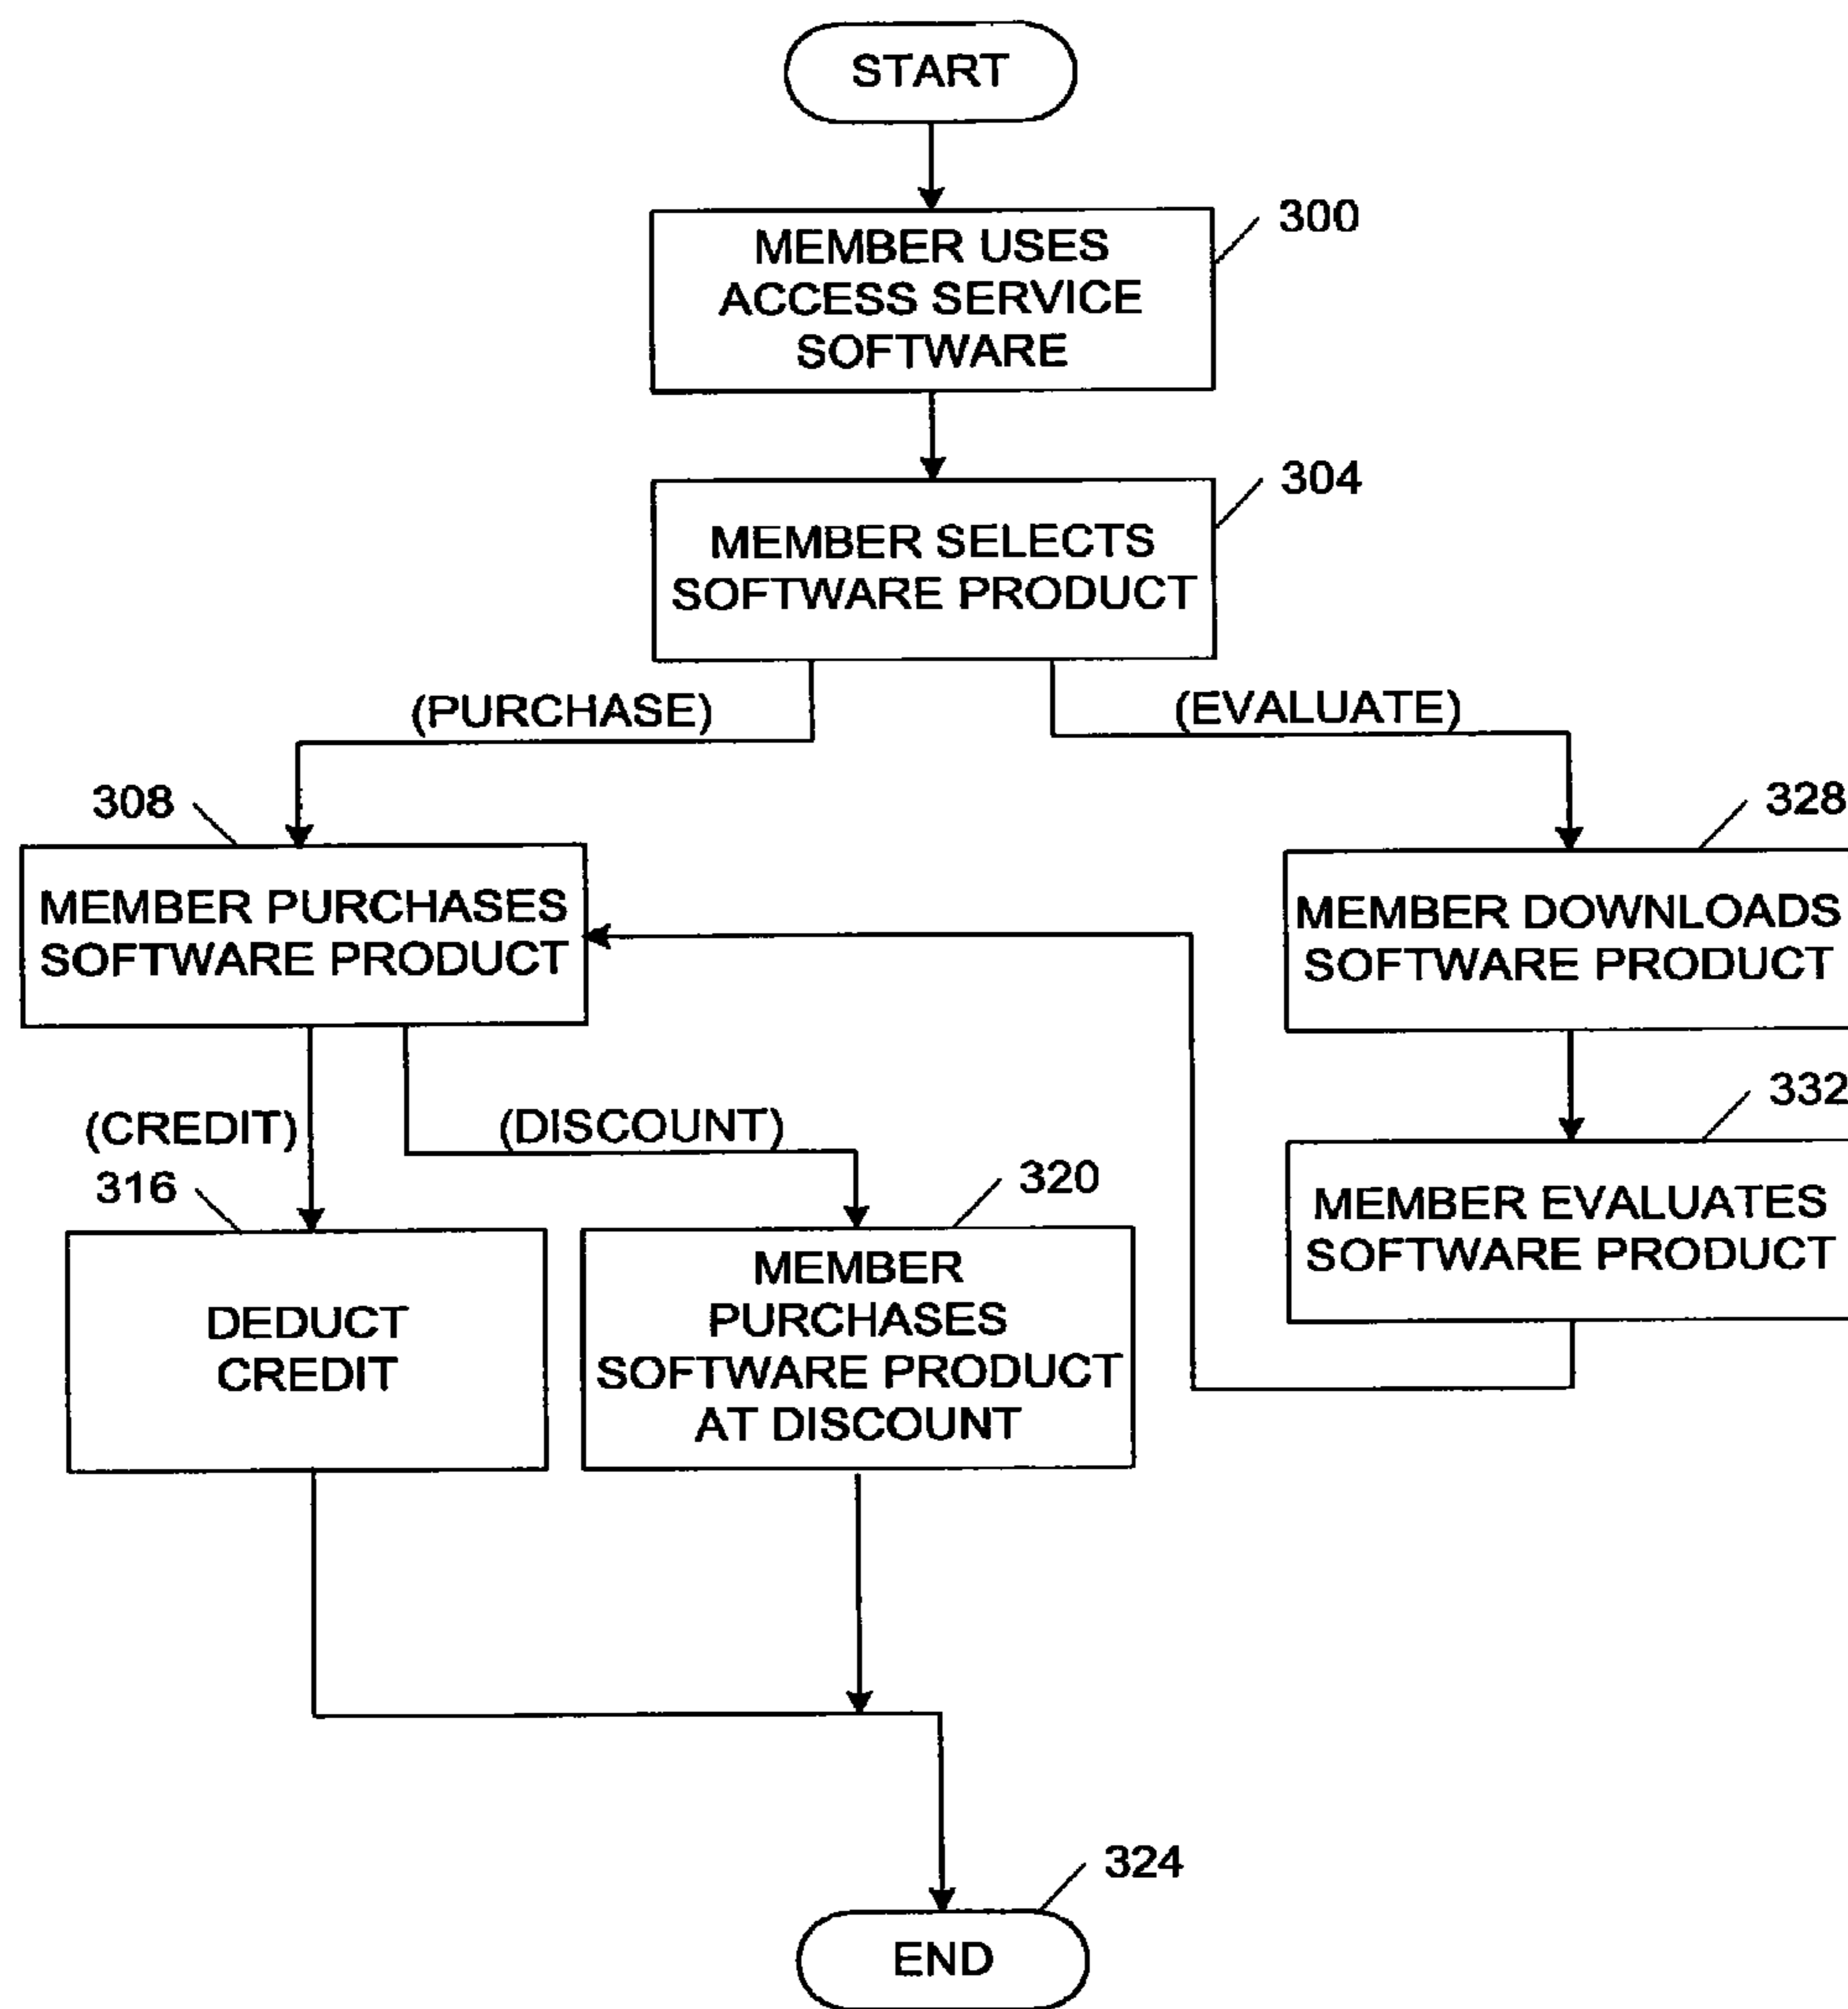 START
300
MEMBER USES
ACCESS SERVICE
SOFTWARE
304
MEMBER SELECTS
SOFTWARE PRODUCT
(PURCHASE)
(EVALUATE)
308
MEMBER PURCHASES
SOFTWARE PRODUCT
328
MEMBER DOWNLOADS
SOFTWARE PRODUCT
(CREDIT)
(DISCOUNT)
316
DEDUCT
CREDIT
320
MEMBER
PURCHASES
SOFTWARE PRODUCT
AT DISCOUNT
332
MEMBER EVALUATES
SOFTWARE PRODUCT
324
END